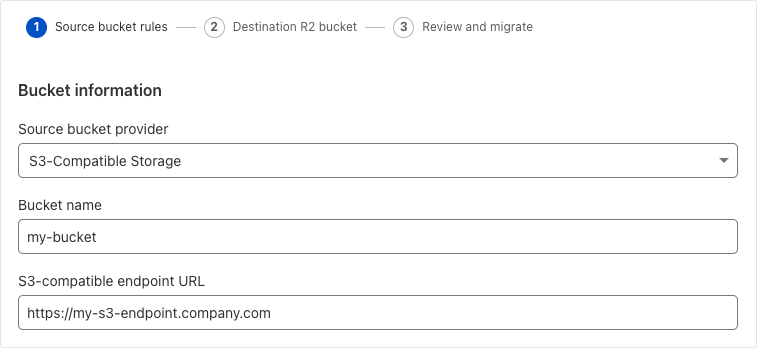 1 Source bucket rules 2 Destination R2 bucket 3 Review and migrate
Bucket information
Source bucket provider
S3-Compatible Storage
Bucket name
my-bucket
S3-compatible endpoint URL
https://my-s3-endpoint.company.com